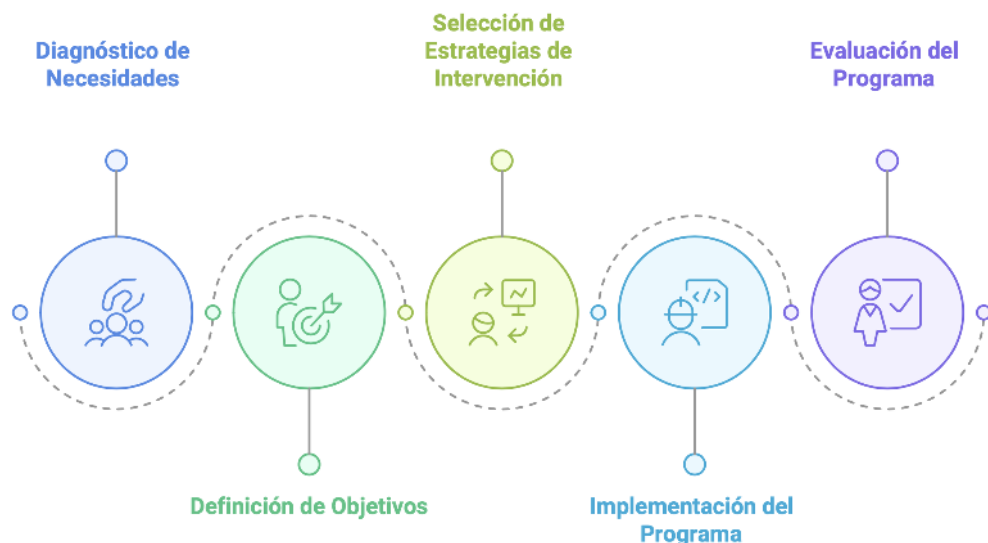 Diagnóstico de
Necesidades
Definición de Objetivos
Selección de
Estrategias de
Intervención
Implementación del
Programa
Evaluación del
Programa